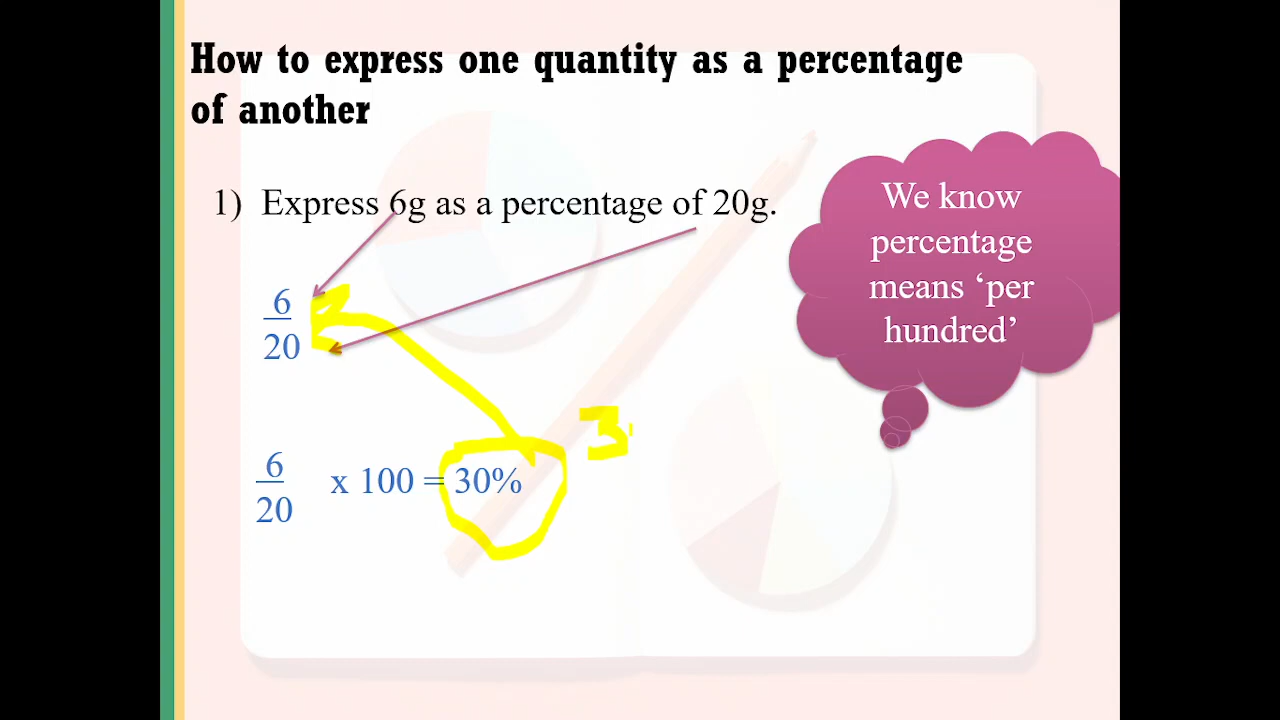 How to express one quantity as a percentage
of another
1) Express 6g as a percentage of 20g.
We know
percentage
means ‘per
hundred’
6
20
3
6
20
x 100 = 30%